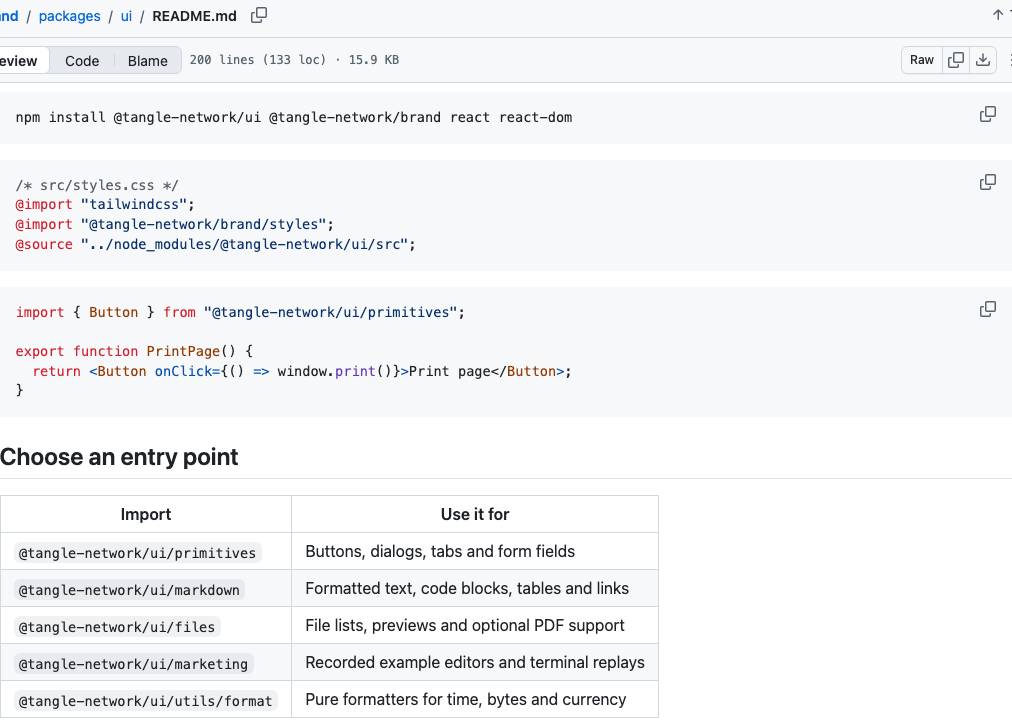 nd / packages / ui / README.md
eview Code Blame 200 lines (133 loc) · 15.9 KB Raw
npm install @tangle-network/ui @tangle-network/brand react react-dom
/* src/styles.css */
@import "tailwindcss";
@import "@tangle-network/brand/styles";
@source "../node_modules/@tangle-network/ui/src";
import { Button } from "@tangle-network/ui/primitives";
export function PrintPage() {
  return <Button onClick={() => window.print()}>Print page</Button>;
}
Choose an entry point
Import Use it for
@tangle-network/ui/primitives Buttons, dialogs, tabs and form fields
@tangle-network/ui/markdown Formatted text, code blocks, tables and links
@tangle-network/ui/files File lists, previews and optional PDF support
@tangle-network/ui/marketing Recorded example editors and terminal replays
@tangle-network/ui/utils/format Pure formatters for time, bytes and currency